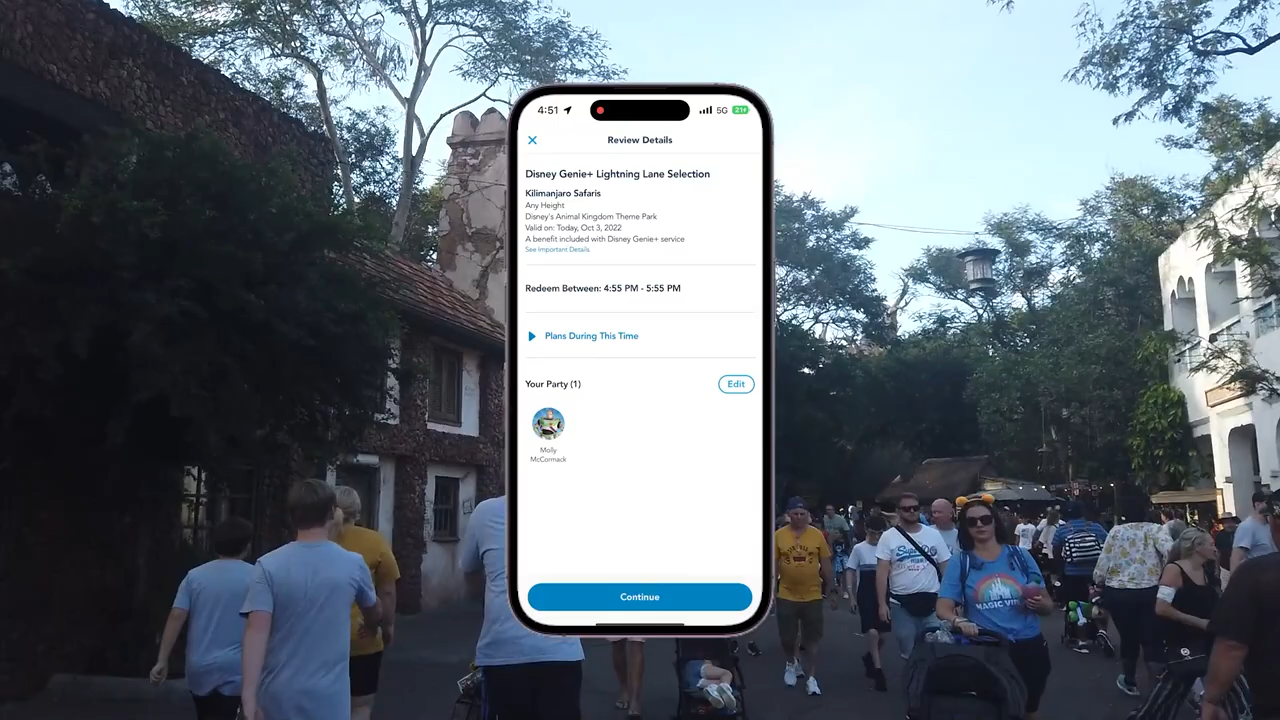 4:51
5G
21
Review Details
Disney Genie+ Lightning Lane Selection
Kilimanjaro Safaris
Any Height
Disney's Animal Kingdom Theme Park
Valid on: Today, Oct 3, 2022
A benefit included with Disney Genie+ service
See Important Details
Redeem Between: 4:55 PM - 5:55 PM
Plans During This Time
Your Party (1)
Edit
Molly
McCormack
Continue
MAGIC